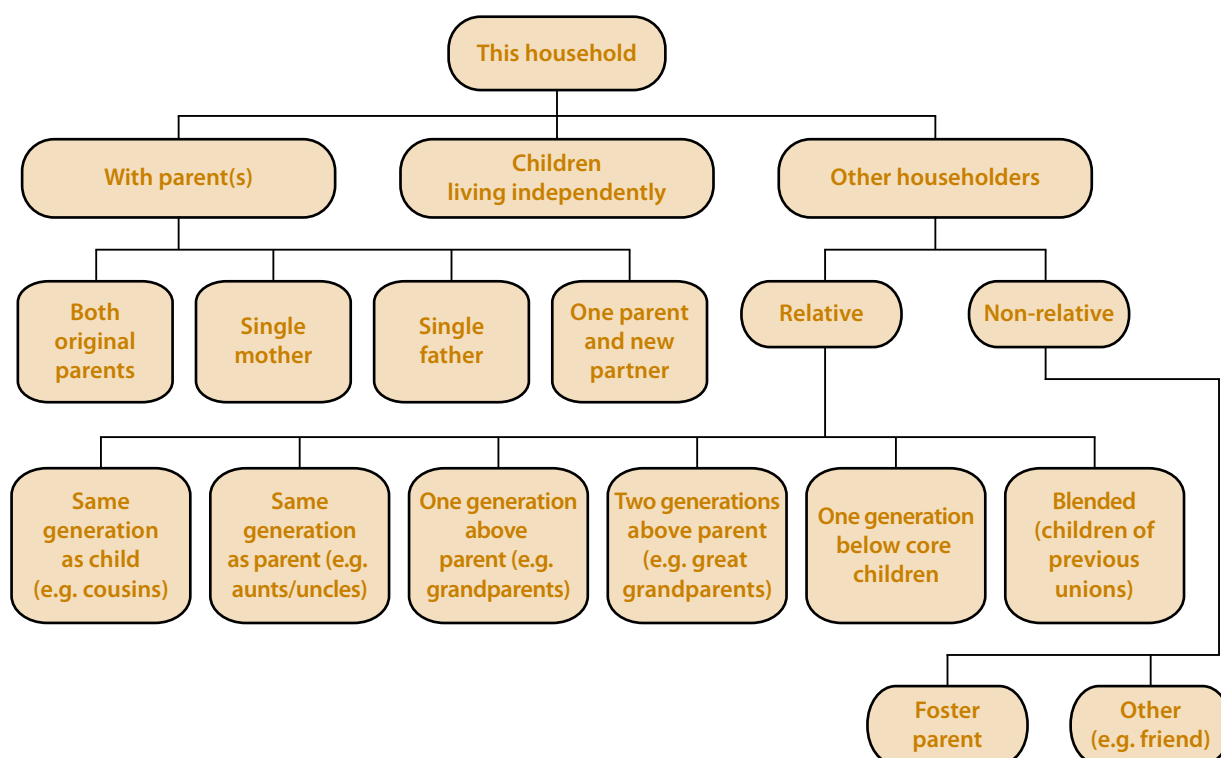 This household
With parent(s)
Children
living independently
Other householders
Both
original
parents
Single
mother
Single
father
One parent
and new
partner
Relative
Non-relative
Same
generation
as child
(e.g. cousins)
Same
generation
as parent (e.g.
aunts/uncles)
One generation
above
parent (e.g.
grandparents)
Two generations
above parent
(e.g. great
grandparents)
One generation
below core
children
Blended
(children of
previous
unions)
Foster
parent
Other
(e.g. friend)